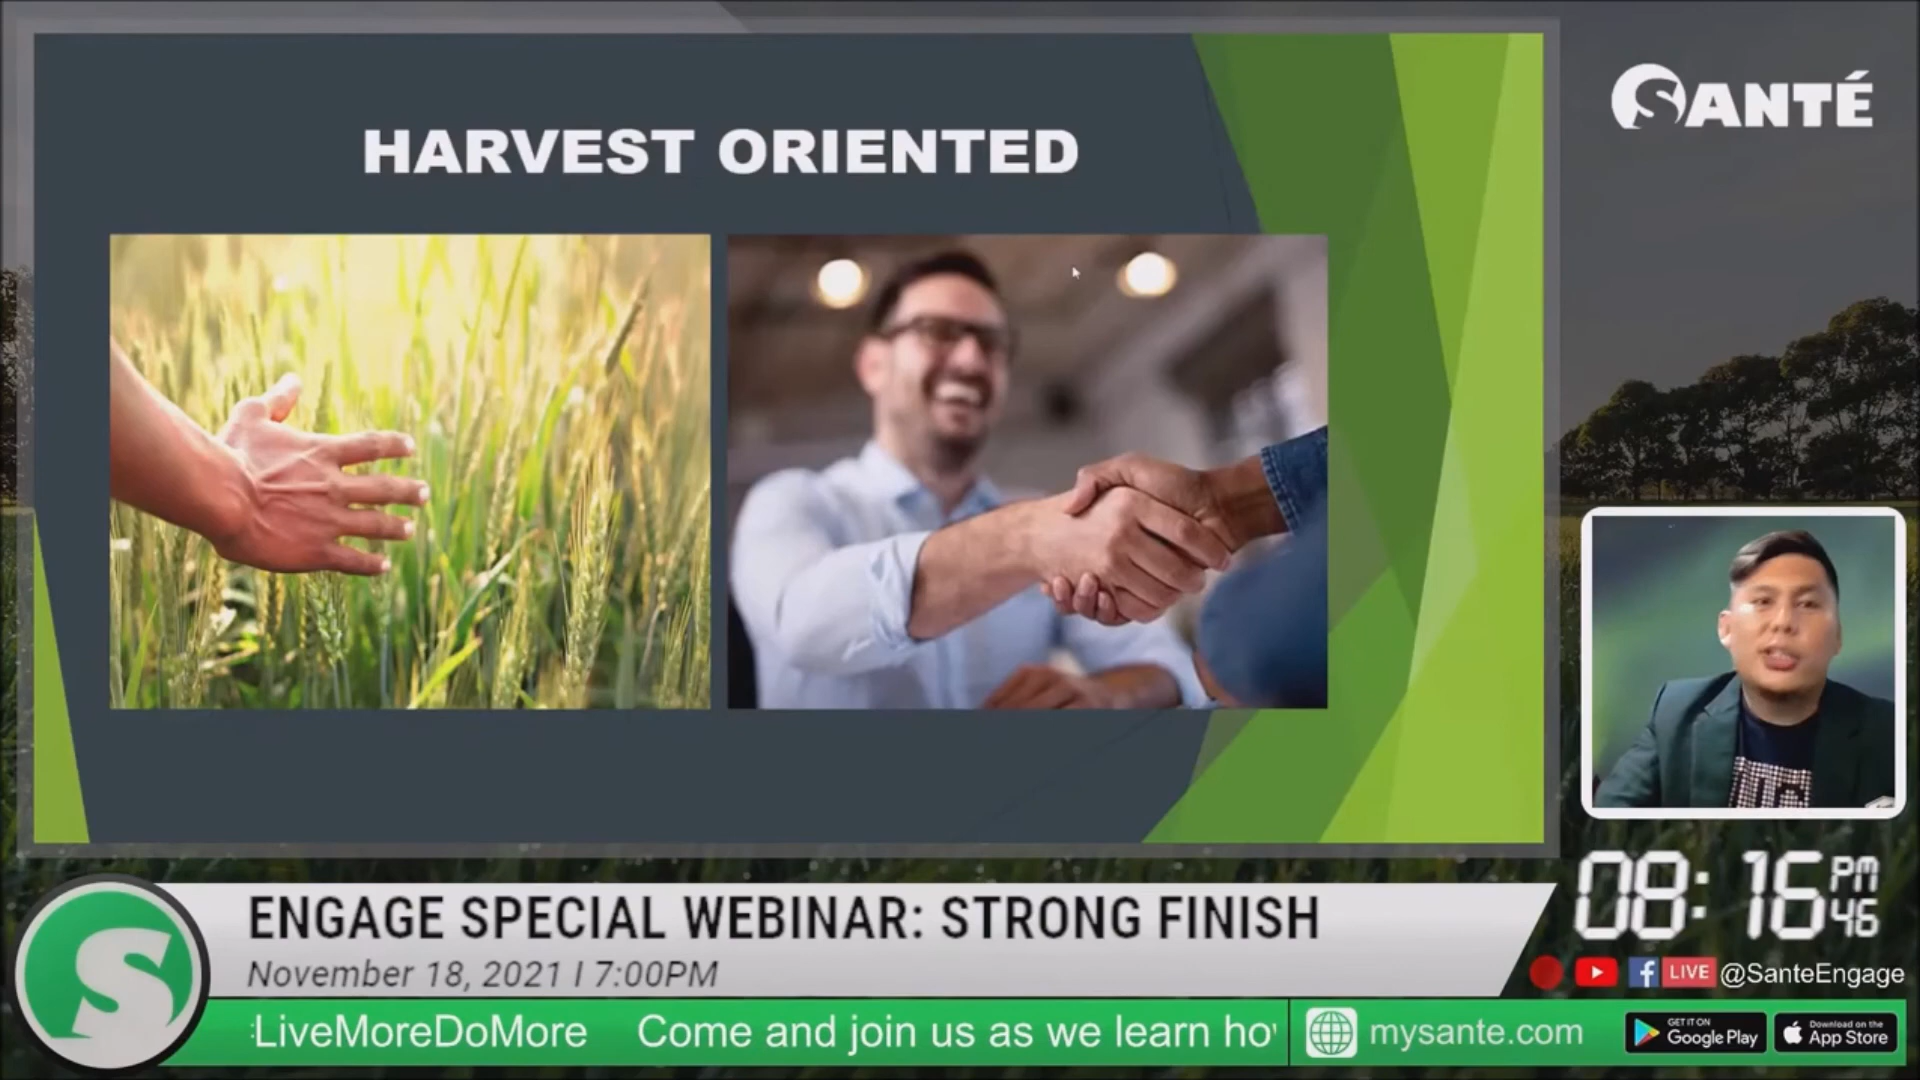 HARVEST ORIENTED
SANTÉ
08:16 PM 46
ENGAGE SPECIAL WEBINAR: STRONG FINISH
November 18, 2021 I 7:00PM
LIVE @SanteEngage
:LiveMoreDoMore Come and join us as we learn ho
mysante.com
GET IT ON
Google Play
Download on the
App Store